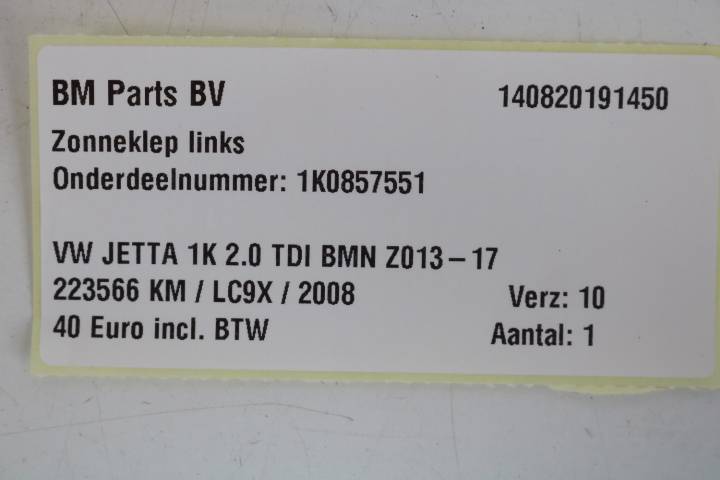 BM Parts BV 140820191450
Zonneklep links
Onderdeelnummer: 1K0857551
VW JETTA 1K 2.0 TDI BMN Z013-17
223566 KM / LC9X / 2008 Verz: 10
40 Euro incl. BTW Aantal: 1